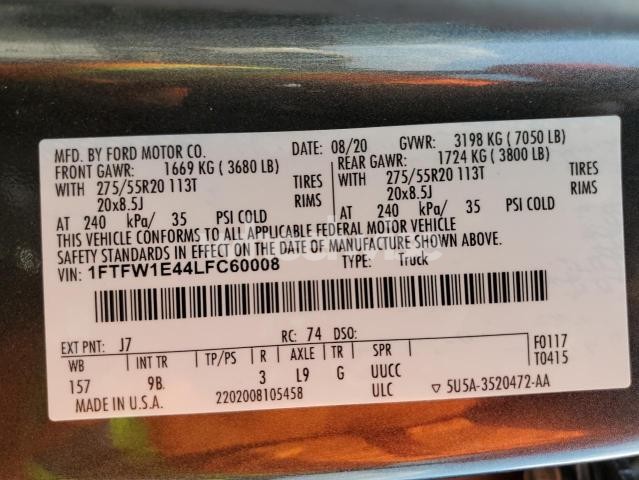 MFD. BY FORD MOTOR CO. DATE: 08/20 GVWR: 3198 KG ( 7050 LB)
FRONT GAWR: 1669 KG ( 3680 LB) REAR GAWR: 1724 KG ( 3800 LB)
WITH 275/55R20 113T TIRES WITH 275/55R20 113T TIRES
20x8.5J RIMS 20x8.5J RIMS
AT 240 kPa/ 35 PSI COLD AT 240 kPa/ 35 PSI COLD
THIS VEHICLE CONFORMS TO ALL APPLICABLE FEDERAL MOTOR VEHICLE
SAFETY STANDARDS IN EFFECT ON THE DATE OF MANUFACTURE SHOWN ABOVE.
VIN: 1FTFW1E44LFC60008 TYPE: Truck
EXT PNT: J7 RC: 74 DSO: F0117
WB INT TR TP/PS R AXLE TR SPR T0415
157 9B 3 L9 G UUCC
MADE IN U.S.A. 2202008105458 ULC ▽ 5U5A-3520472-AA